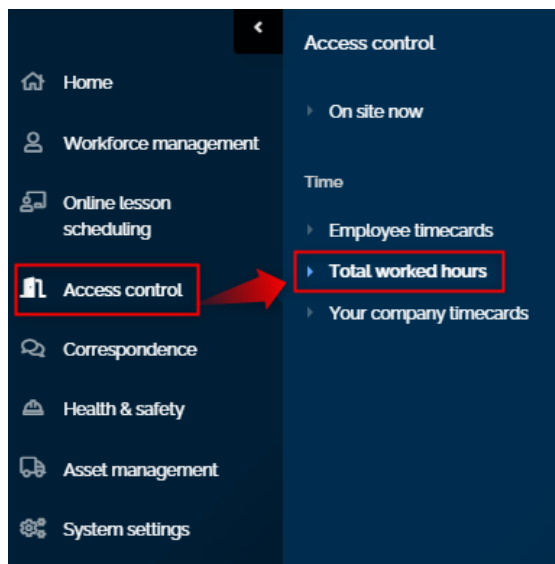 Home
Workforce management
Online lesson
scheduling
Access control
Correspondence
Health & safety
Asset management
System settings
Access control
On site now
Time
Employee timecards
Total worked hours
Your company timecards